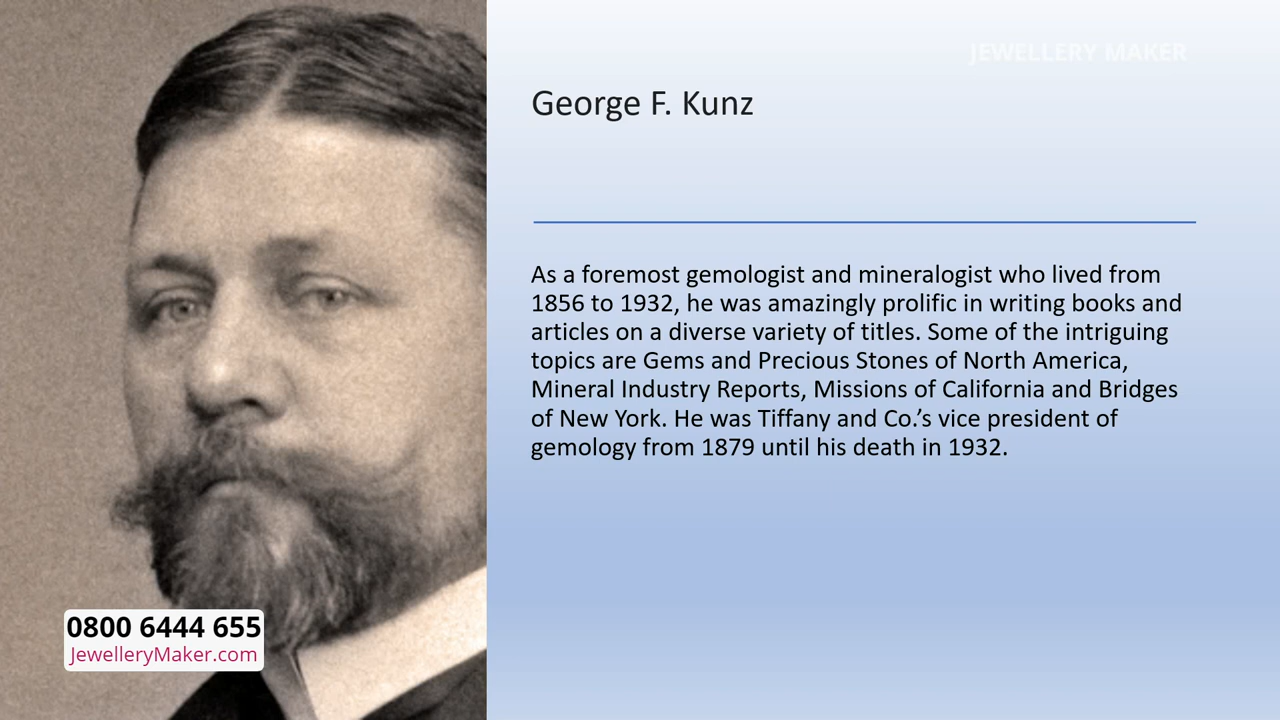 JEWELLERY MAKER
George F. Kunz
As a foremost gemologist and mineralogist who lived from
1856 to 1932, he was amazingly prolific in writing books and
articles on a diverse variety of titles. Some of the intriguing
topics are Gems and Precious Stones of North America,
Mineral Industry Reports, Missions of California and Bridges
of New York. He was Tiffany and Co.’s vice president of
gemology from 1879 until his death in 1932.
0800 6444 655
JewelleryMaker.com